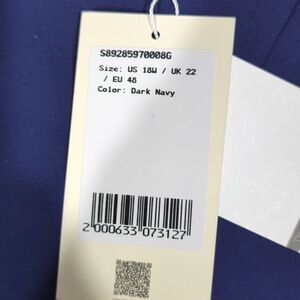 S89285970008G
Size: US 18W / UK 22
/ EU 48
Color: Dark Navy
2 000633 073127